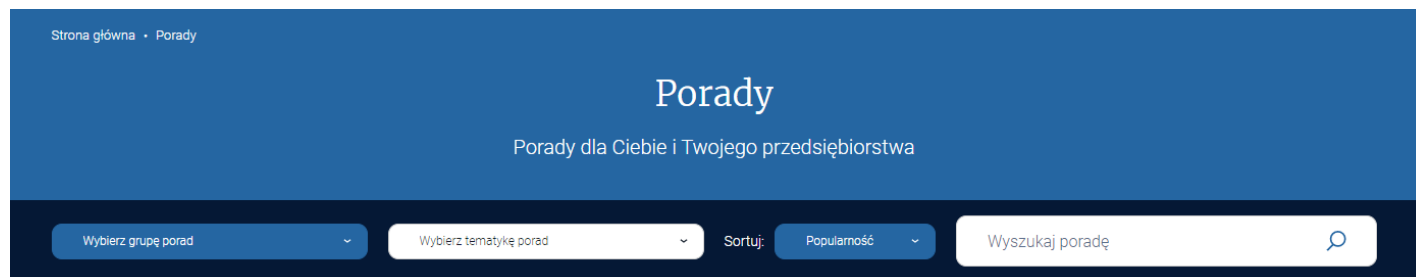 Strona główna • Porady
Porady
Porady dla Ciebie i Twojego przedsiębiorstwa
Wybierz grupę porad Wybierz tematykę porad Sortuj: Popularność Wyszukaj poradę